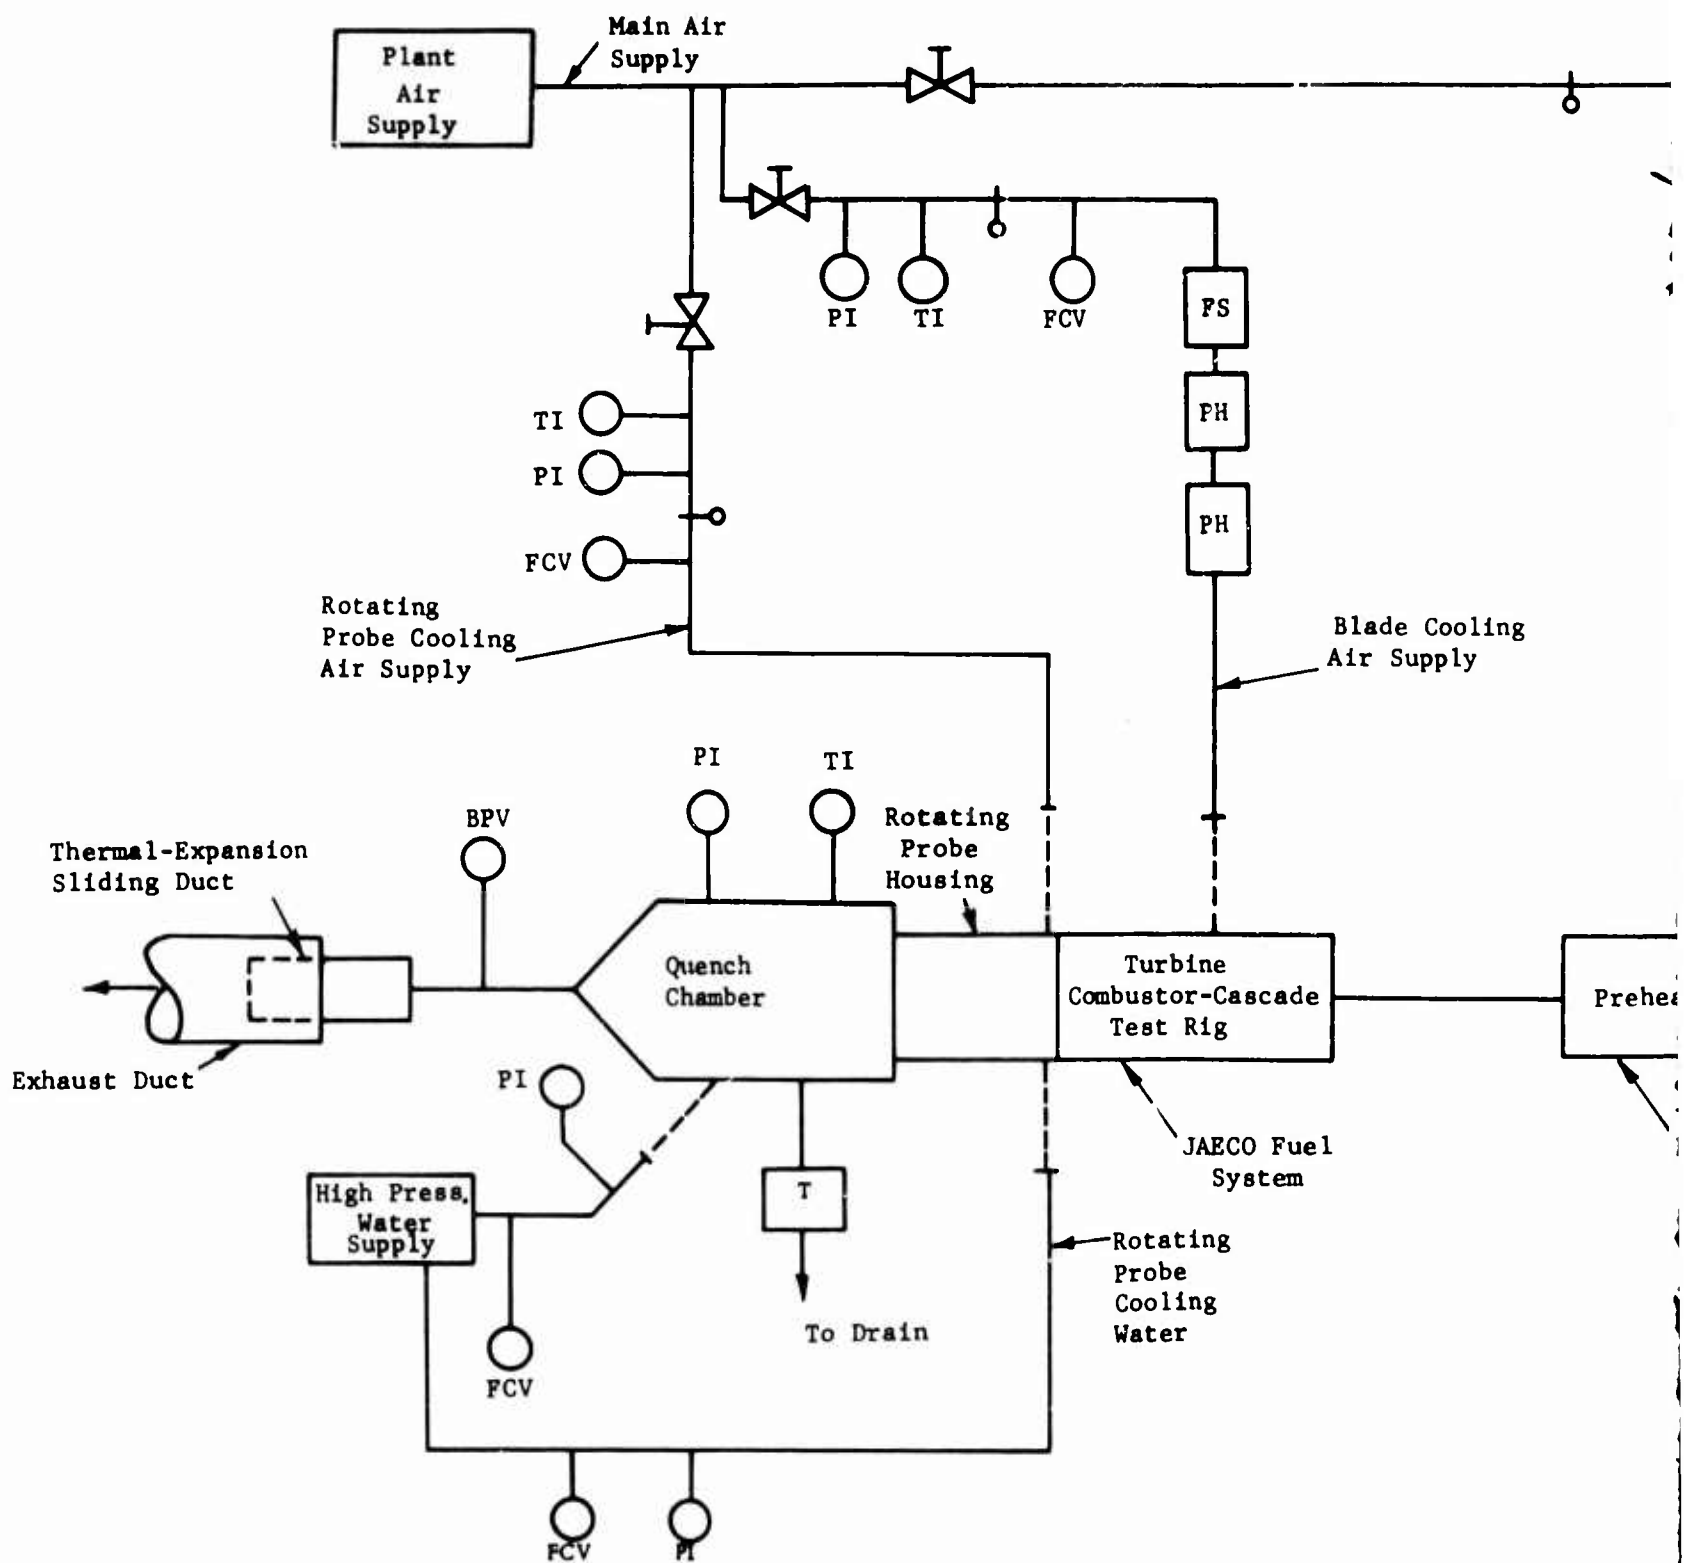 Main Air
Supply
Plant
Air
Supply
PI
TI
FCV
FS
PH
PH
TI
PI
FCV
Rotating
Probe Cooling
Air Supply
Blade Cooling
Air Supply
PI
TI
BPV
Rotating
Probe
Housing
Thermal-Expansion
Sliding Duct
Quench
Chamber
Turbine
Combustor-Cascade
Test Rig
Prehea
Exhaust Duct
PI
JAECO Fuel
System
High Press.
Water
Supply
T
Rotating
Probe
Cooling
Water
To Drain
FCV
FCV
PI